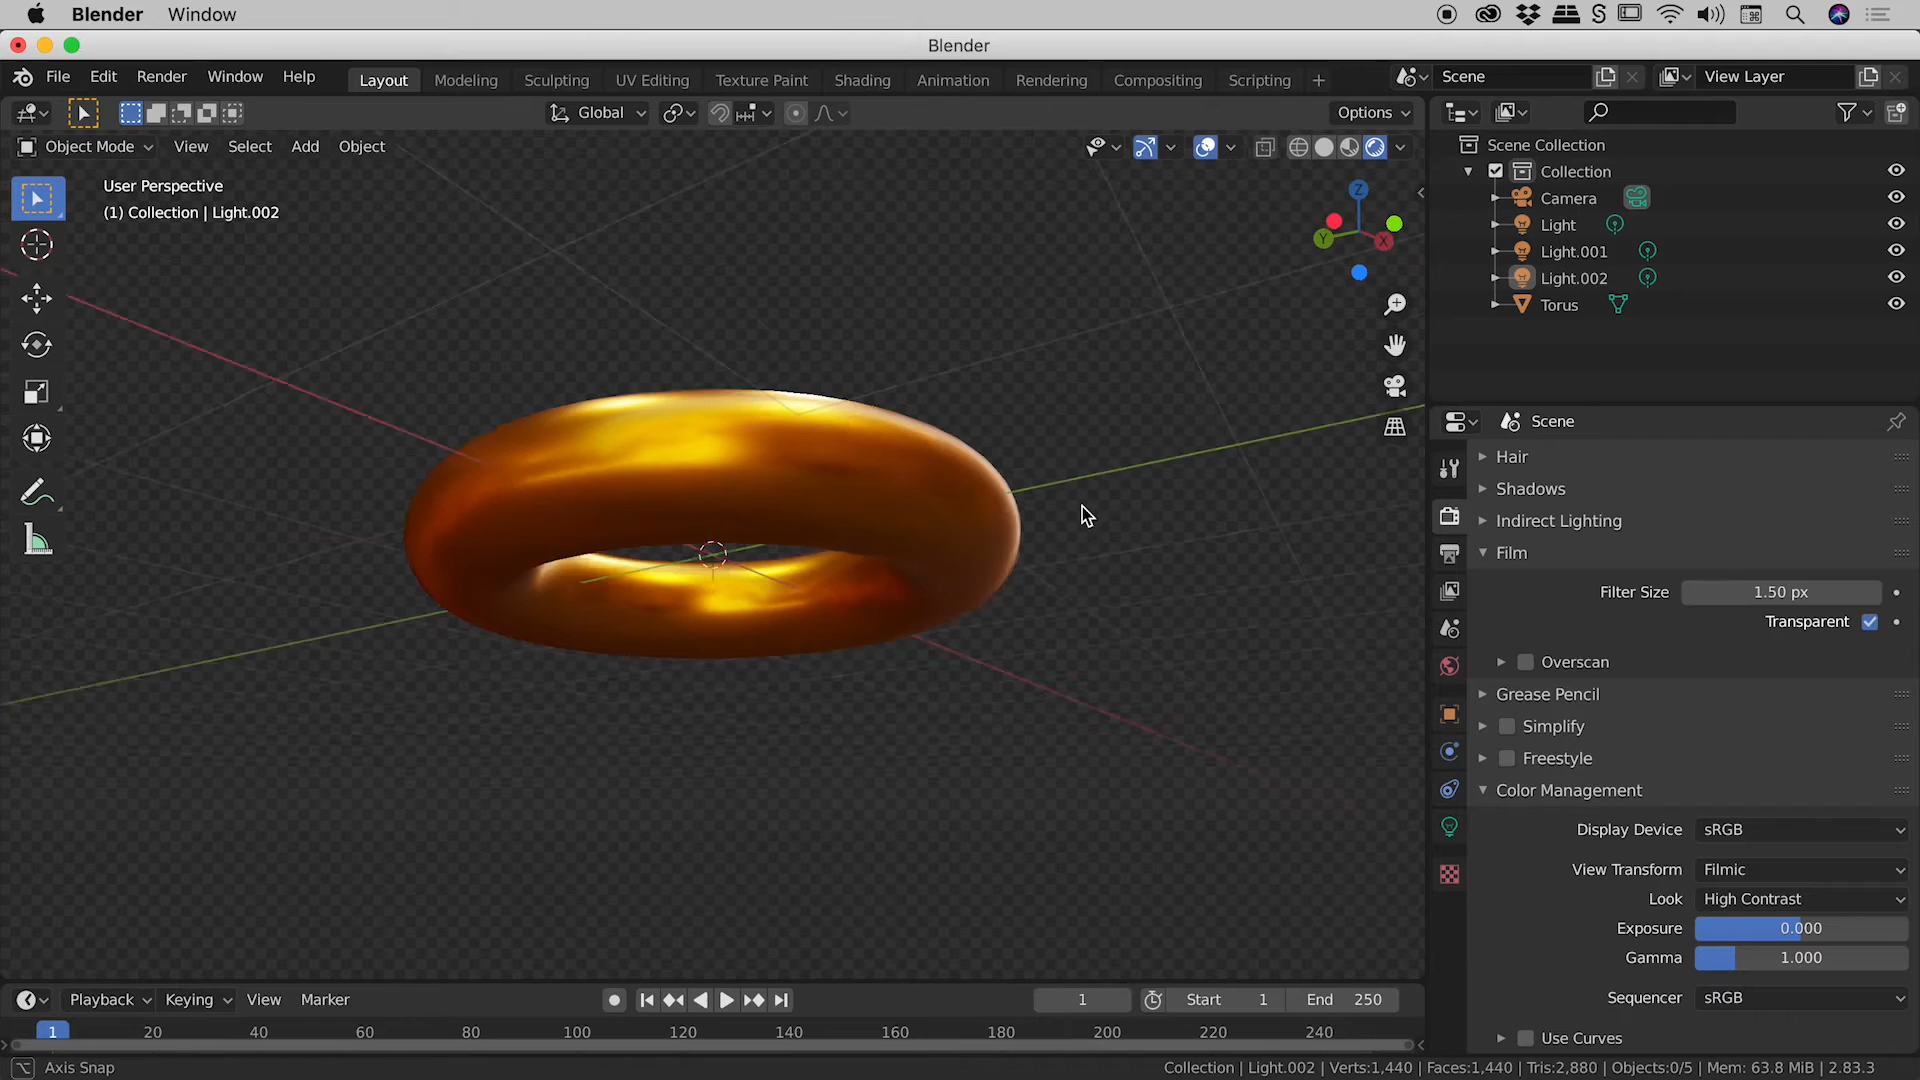 Blender Window
Blender
File Edit Render Window Help Layout Modeling Sculpting UV Editing Texture Paint Shading Animation Rendering Compositing Scripting + Scene View Layer
Global Options
Object Mode View Select Add Object
User Perspective
(1) Collection | Light.002
Z
Y X
Scene Collection
Collection
Camera
Light
Light.001
Light.002
Torus
Scene
Hair
Shadows
Indirect Lighting
Film
Filter Size 1.50 px
Transparent
Overscan
Grease Pencil
Simplify
Freestyle
Color Management
Display Device sRGB
View Transform Filmic
Look High Contrast
Exposure 0.000
Gamma 1.000
Sequencer sRGB
Use Curves
Playback Keying View Marker 1 Start 1 End 250
1 20 40 60 80 100 120 140 160 180 200 220 240
Axis Snap Collection | Light.002 | Verts:1,440 | Faces:1,440 | Tris:2,880 | Objects:0/5 | Mem: 63.8 MiB | 2.83.3